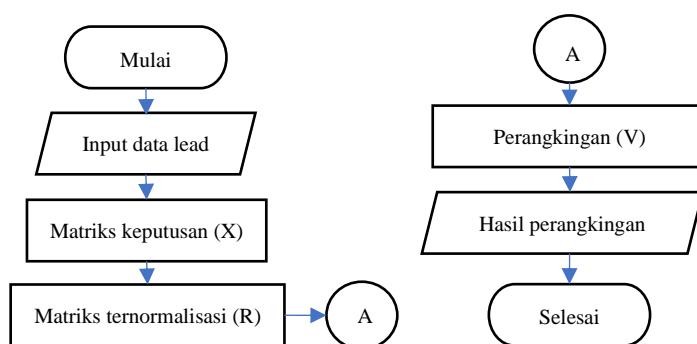 Mulai
Input data lead
Matriks keputusan (X)
Matriks ternormalisasi (R)
A
A
Perangkingan (V)
Hasil perangkingan
Selesai